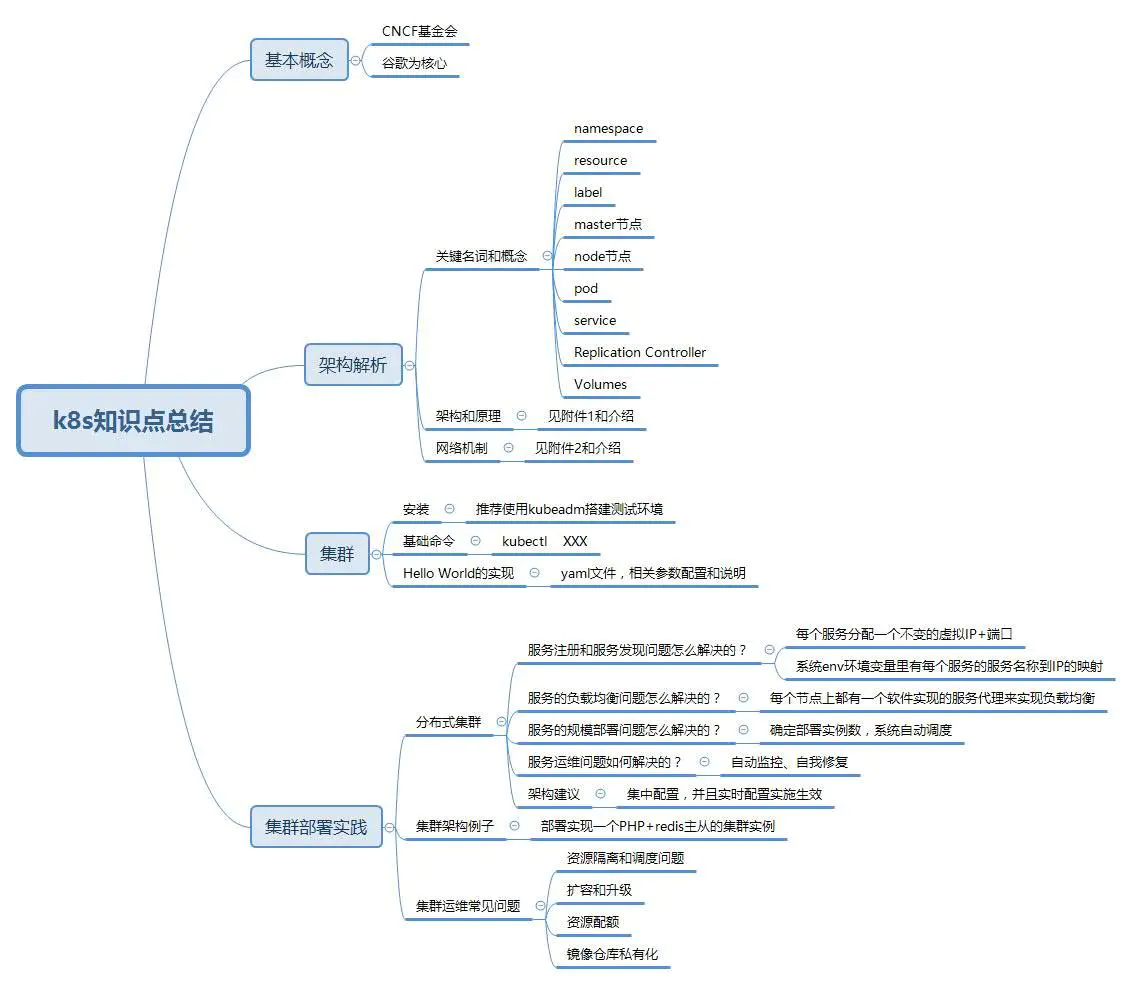 k8s知识点总结
基本概念
CNCF基金会
谷歌为核心
架构解析
关键名词和概念
namespace
resource
label
master节点
node节点
pod
service
Replication Controller
Volumes
架构和原理
见附件1和介绍
网络机制
见附件2和介绍
集群
安装
推荐使用kubeadm搭建测试环境
基础命令
kubectl XXX
Hello World的实现
yaml文件，相关参数配置和说明
集群部署实践
分布式集群
服务注册和服务发现问题怎么解决的？
每个服务分配一个不变的虚拟IP+端口
系统env环境变量里有每个服务的服务名称到IP的映射
服务的负载均衡问题怎么解决的？
每个节点上都有一个软件实现的服务代理来实现负载均衡
服务的规模部署问题怎么解决的？
确定部署实例数，系统自动调度
服务运维问题如何解决的？
自动监控、自我修复
架构建议
集中配置，并且实时配置实施生效
集群架构例子
部署实现一个PHP+redis主从的集群实例
集群运维常见问题
资源隔离和调度问题
扩容和升级
资源配额
镜像仓库私有化